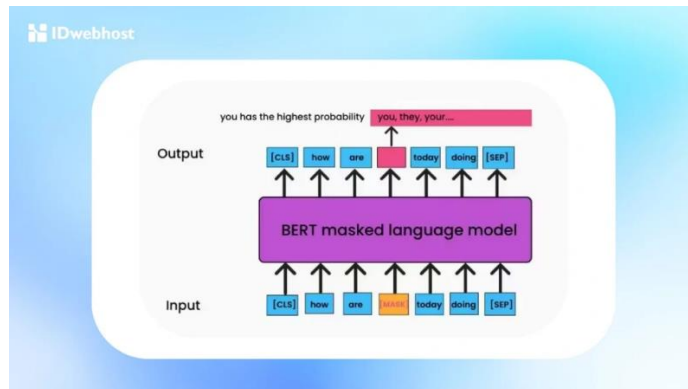 IDwebhost
you has the highest probability you, they, your....
Output
[CLS] how are today doing [SEP]
BERT masked language model
Input
[CLS] how are [MASK] today doing [SEP]